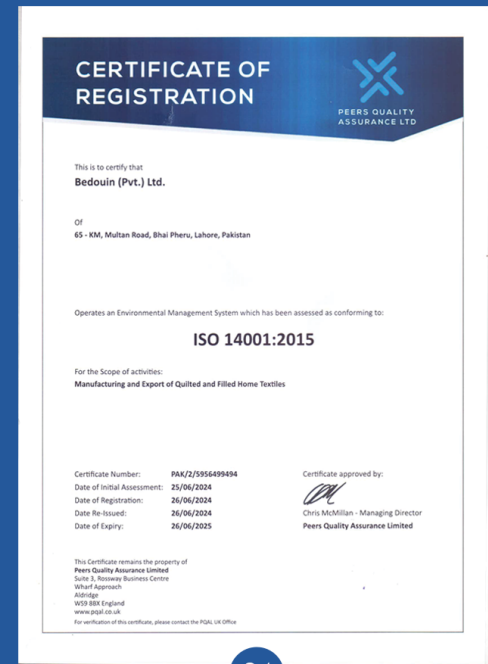 CERTIFICATE OF
REGISTRATION
PEERS QUALITY
ASSURANCE LTD
This is to certify that
Bedouin (Pvt.) Ltd.
Of
65 - KM, Multan Road, Bhai Pheru, Lahore, Pakistan
Operates an Environmental Management System which has been assessed as conforming to:
ISO 14001:2015
For the Scope of activities:
Manufacturing and Export of Quilted and Filled Home Textiles
Certificate Number: PAK/2/5956499494
Date of Initial Assessment: 25/06/2024
Date of Registration: 26/06/2024
Date Re-Issued: 26/06/2024
Date of Expiry: 26/06/2025
Certificate approved by:
Chris McMillan - Managing Director
Peers Quality Assurance Limited
This Certificate remains the property of
Peers Quality Assurance Limited
Suite 3, Rossway Business Centre
Wharf Approach
Aldridge
WS9 8BX England
www.pqal.co.uk
For verification of this certificate, please contact the PQAL UK Office